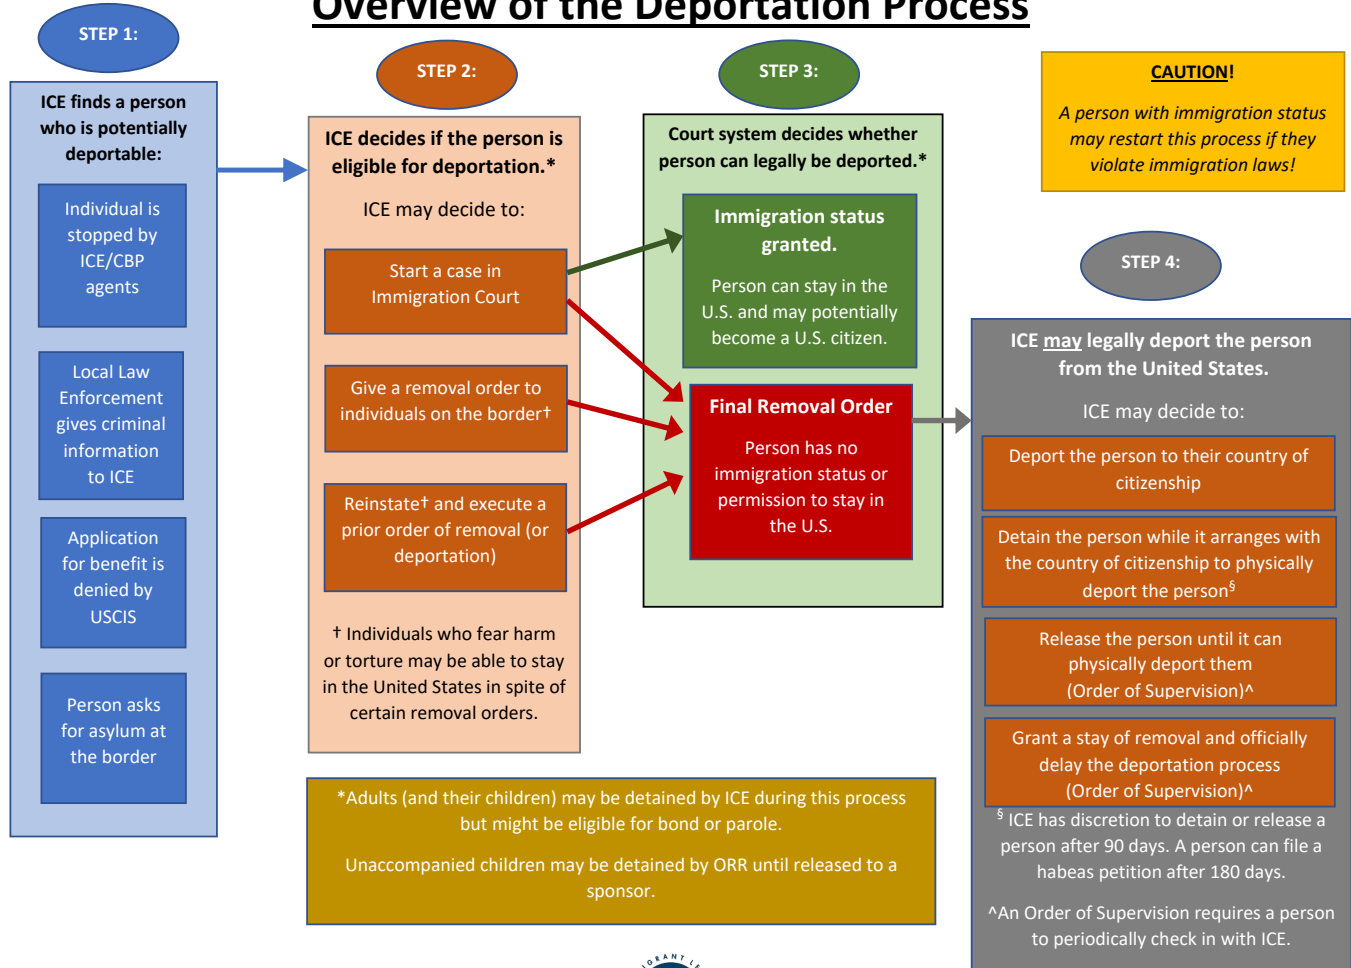 Overview of the Deportation Process
STEP 1:
ICE finds a person
who is potentially
deportable:
Individual is
stopped by
ICE/CBP
agents
Local Law
Enforcement
gives criminal
information
to ICE
Application
for benefit is
denied by
USCIS
Person asks
for asylum at
the border
STEP 2:
ICE decides if the person is
eligible for deportation.*
ICE may decide to:
Start a case in
Immigration Court
Give a removal order to
individuals on the border†
Reinstate† and execute a
prior order of removal (or
deportation)
† Individuals who fear harm
or torture may be able to stay
in the United States in spite of
certain removal orders.
STEP 3:
Court system decides whether
person can legally be deported.*
Immigration status
granted.
Person can stay in the
U.S. and may potentially
become a U.S. citizen.
Final Removal Order
Person has no
immigration status or
permission to stay in
the U.S.
*Adults (and their children) may be detained by ICE during this process
but might be eligible for bond or parole.
Unaccompanied children may be detained by ORR until released to a
sponsor.
CAUTION!
A person with immigration status
may restart this process if they
violate immigration laws!
STEP 4:
ICE may legally deport the person
from the United States.
ICE may decide to:
Deport the person to their country of
citizenship
Detain the person while it arranges with
the country of citizenship to physically
deport the person§
Release the person until it can
physically deport them
(Order of Supervision)^
Grant a stay of removal and officially
delay the deportation process
(Order of Supervision)^
§ ICE has discretion to detain or release a
person after 90 days. A person can file a
habeas petition after 180 days.
^An Order of Supervision requires a person
to periodically check in with ICE.